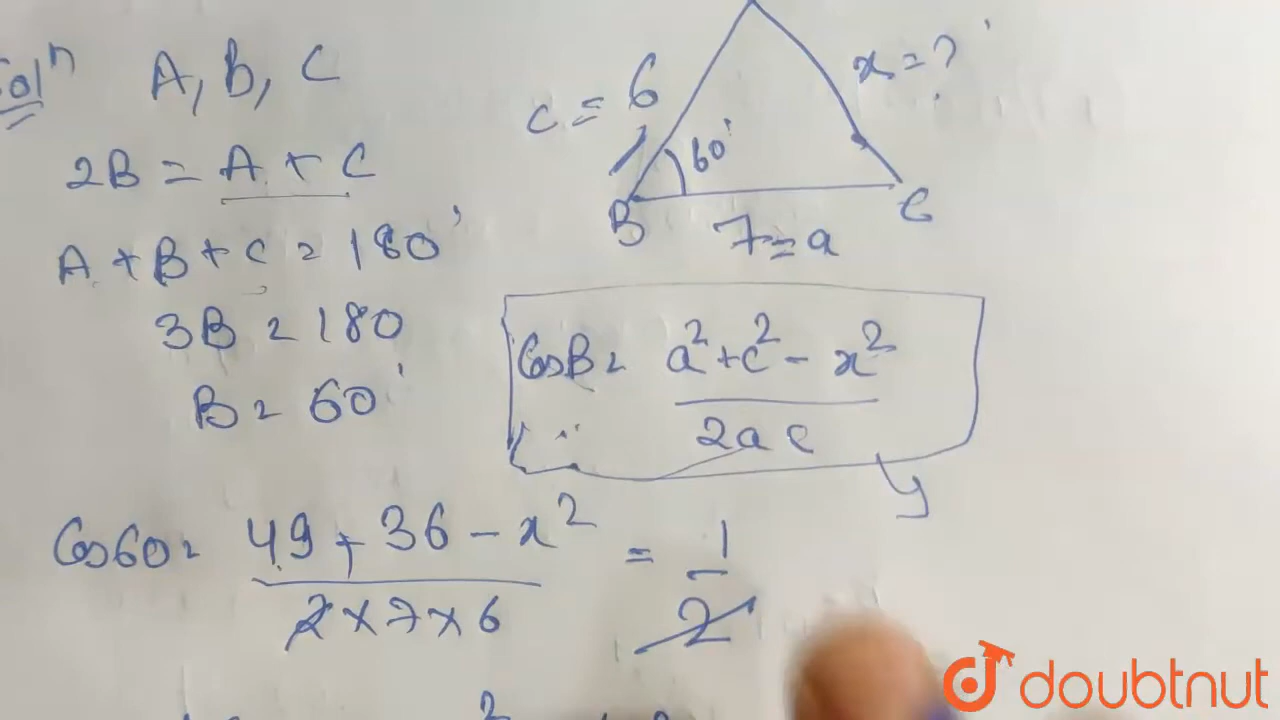 Solⁿ A, B, C
2B = A + C
A + B + C = 180°
3B = 180
B = 60°
c = 6
x = ?
60°
B
C
7 = a
CosB = a² + c² - x² / 2ac
Cos60 = 49 + 36 - x² / 2 x 7 x 6 = 1 / 2
doubtnut